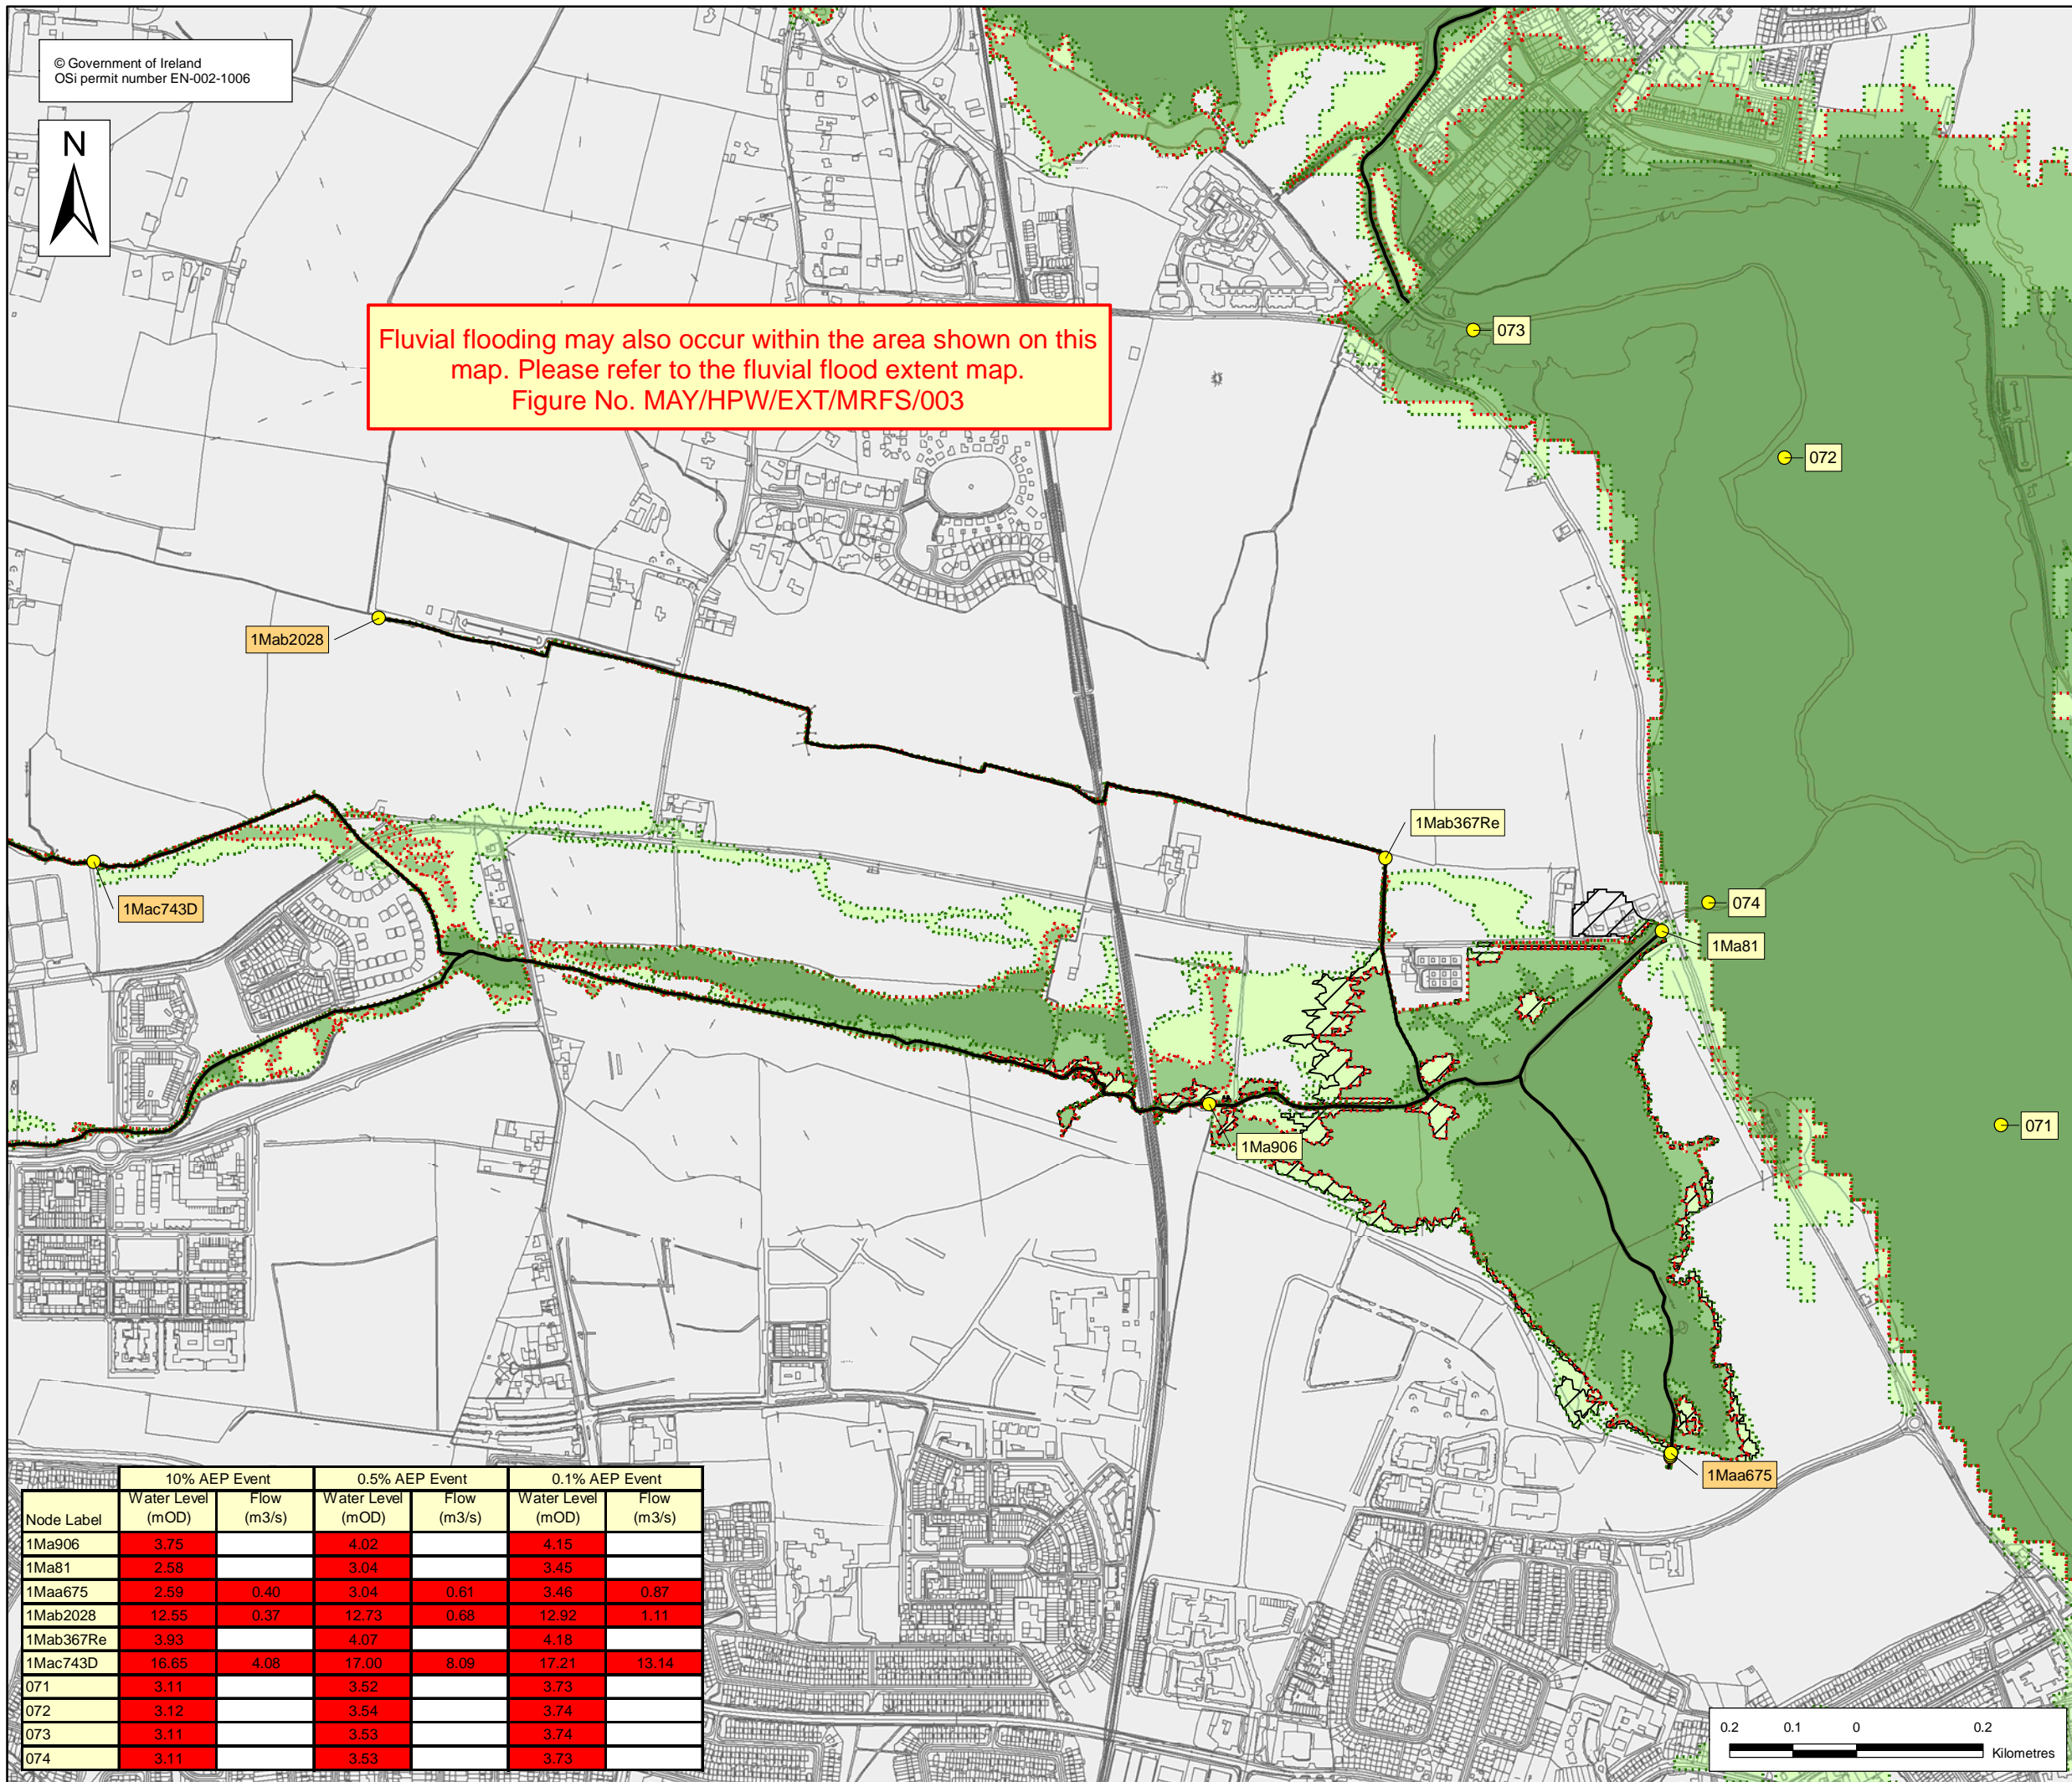 © Government of Ireland
OSi permit number EN-002-1006
N
Fluvial flooding may also occur within the area shown on this
map. Please refer to the fluvial flood extent map.
Figure No. MAY/HPW/EXT/MRFS/003
073
072
1Mab2028
1Mab367Re
1Mac743D
074
1Ma81
071
1Ma906
1Maa675
10% AEP Event 0.5% AEP Event 0.1% AEP Event
Node Label Water Level (mOD) Flow (m3/s) Water Level (mOD) Flow (m3/s) Water Level (mOD) Flow (m3/s)
1Ma906 3.75 4.02 4.15
1Ma81 2.58 3.04 3.45
1Maa675 2.59 0.40 3.04 0.61 3.46 0.87
1Mab2028 12.55 0.37 12.73 0.68 12.92 1.11
1Mab367Re 3.93 4.07 4.18
1Mac743D 16.65 4.08 17.00 8.09 17.21 13.14
071 3.11 3.52 3.73
072 3.12 3.54 3.74
073 3.11 3.53 3.74
074 3.11 3.53 3.73
0.2 0.1 0 0.2
Kilometres